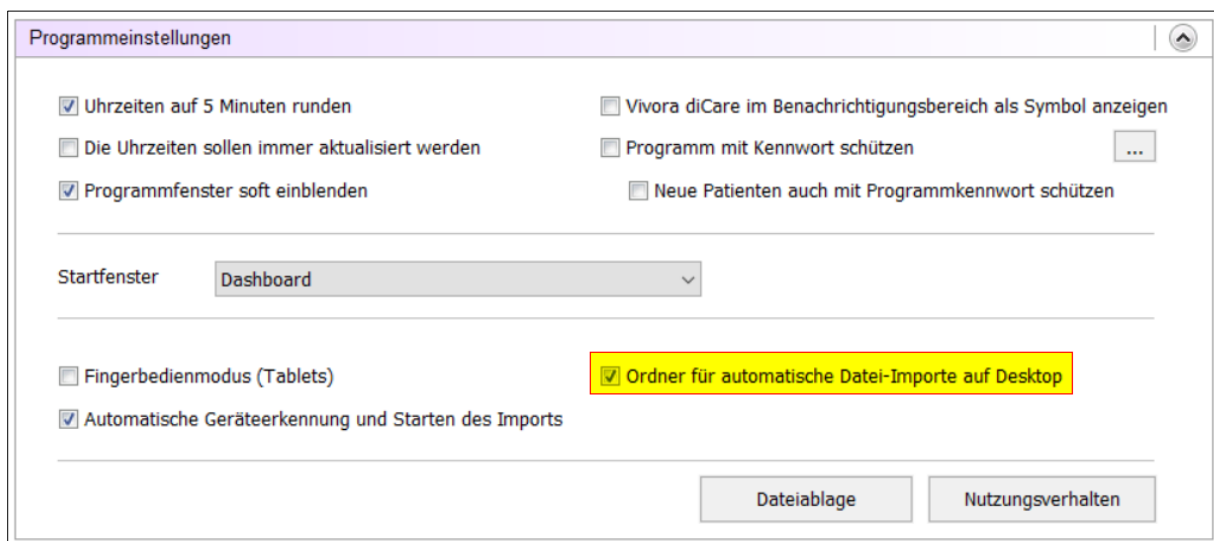 Programmeinstellungen
Uhrzeiten auf 5 Minuten runden
Vivora diCare im Benachrichtigungsbereich als Symbol anzeigen
Die Uhrzeiten sollen immer aktualisiert werden
Programm mit Kennwort schützen
...
Programmfenster soft einblenden
Neue Patienten auch mit Programmkennwort schützen
Startfenster
Dashboard
Fingerbedienmodus (Tablets)
Ordner für automatische Datei-Importe auf Desktop
Automatische Geräteerkennung und Starten des Imports
Dateiablage
Nutzungsverhalten